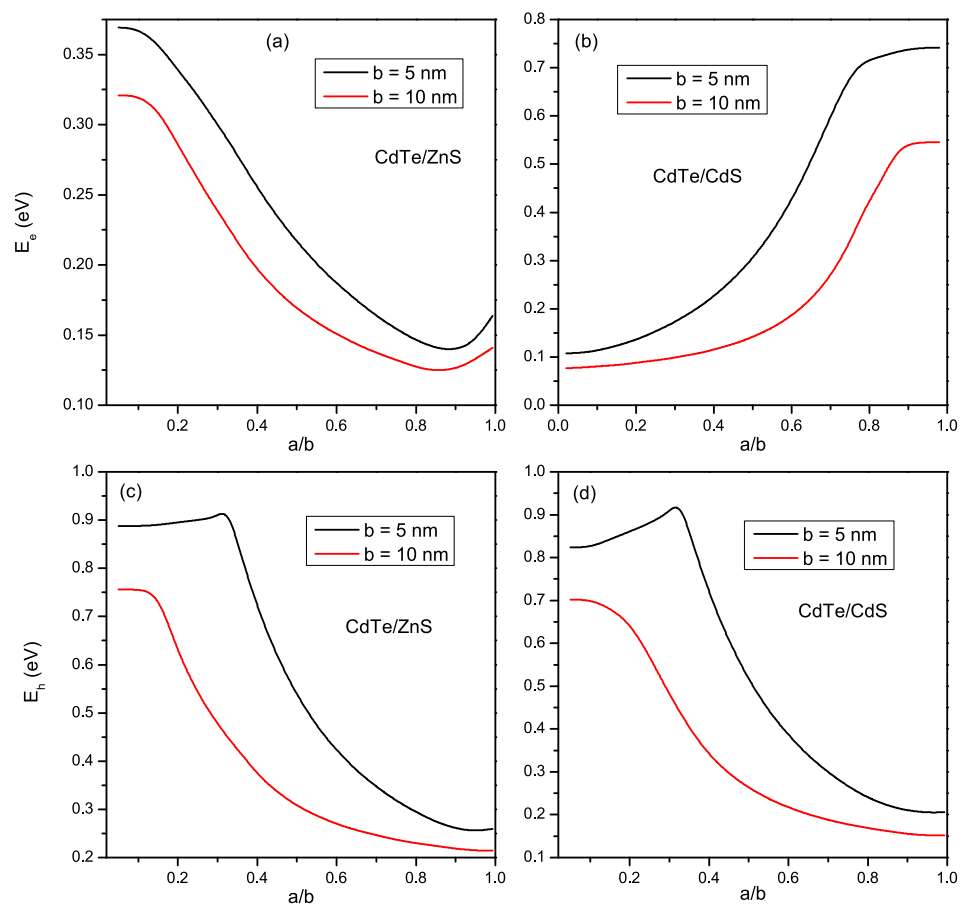 (a)
b = 5 nm
b = 10 nm
CdTe/ZnS
0.35
0.30
0.25
0.20
0.15
0.10
E_e (eV)
0.2 0.4 0.6 0.8 1.0
a/b
(b)
b = 5 nm
b = 10 nm
CdTe/CdS
0.8
0.7
0.6
0.5
0.4
0.3
0.2
0.1
0.0
0.0 0.2 0.4 0.6 0.8 1.0
a/b
(c)
b = 5 nm
b = 10 nm
CdTe/ZnS
1.0
0.9
0.8
0.7
0.6
0.5
0.4
0.3
0.2
E_h (eV)
0.2 0.4 0.6 0.8 1.0
a/b
(d)
b = 5 nm
b = 10 nm
CdTe/CdS
1.0
0.9
0.8
0.7
0.6
0.5
0.4
0.3
0.2
0.1
0.2 0.4 0.6 0.8 1.0
a/b